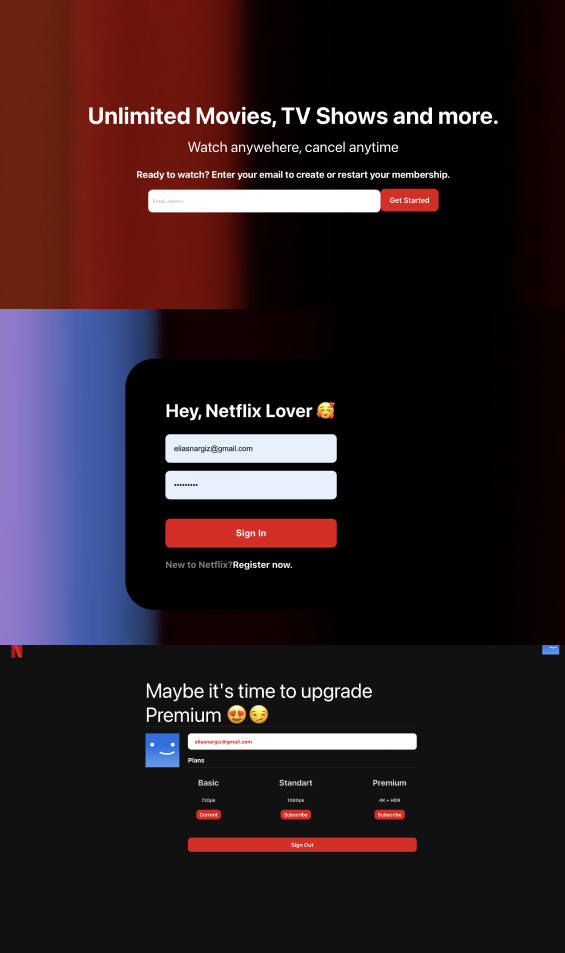 Unlimited Movies, TV Shows and more.
Watch anywehere, cancel anytime
Ready to watch? Enter your email to create or restart your membership.
Email Adress
Get Started
Hey, Netflix Lover 🥰
eliasnargiz@gmail.com
•••••••••
Sign In
New to Netflix?Register now.
N
Maybe it's time to upgrade
Premium 😍😏
eliasnargiz@gmail.com
Plans
Basic Standart Premium
720pk 1080pk 4K + HDR
Current Subscribe Subscribe
Sign Out